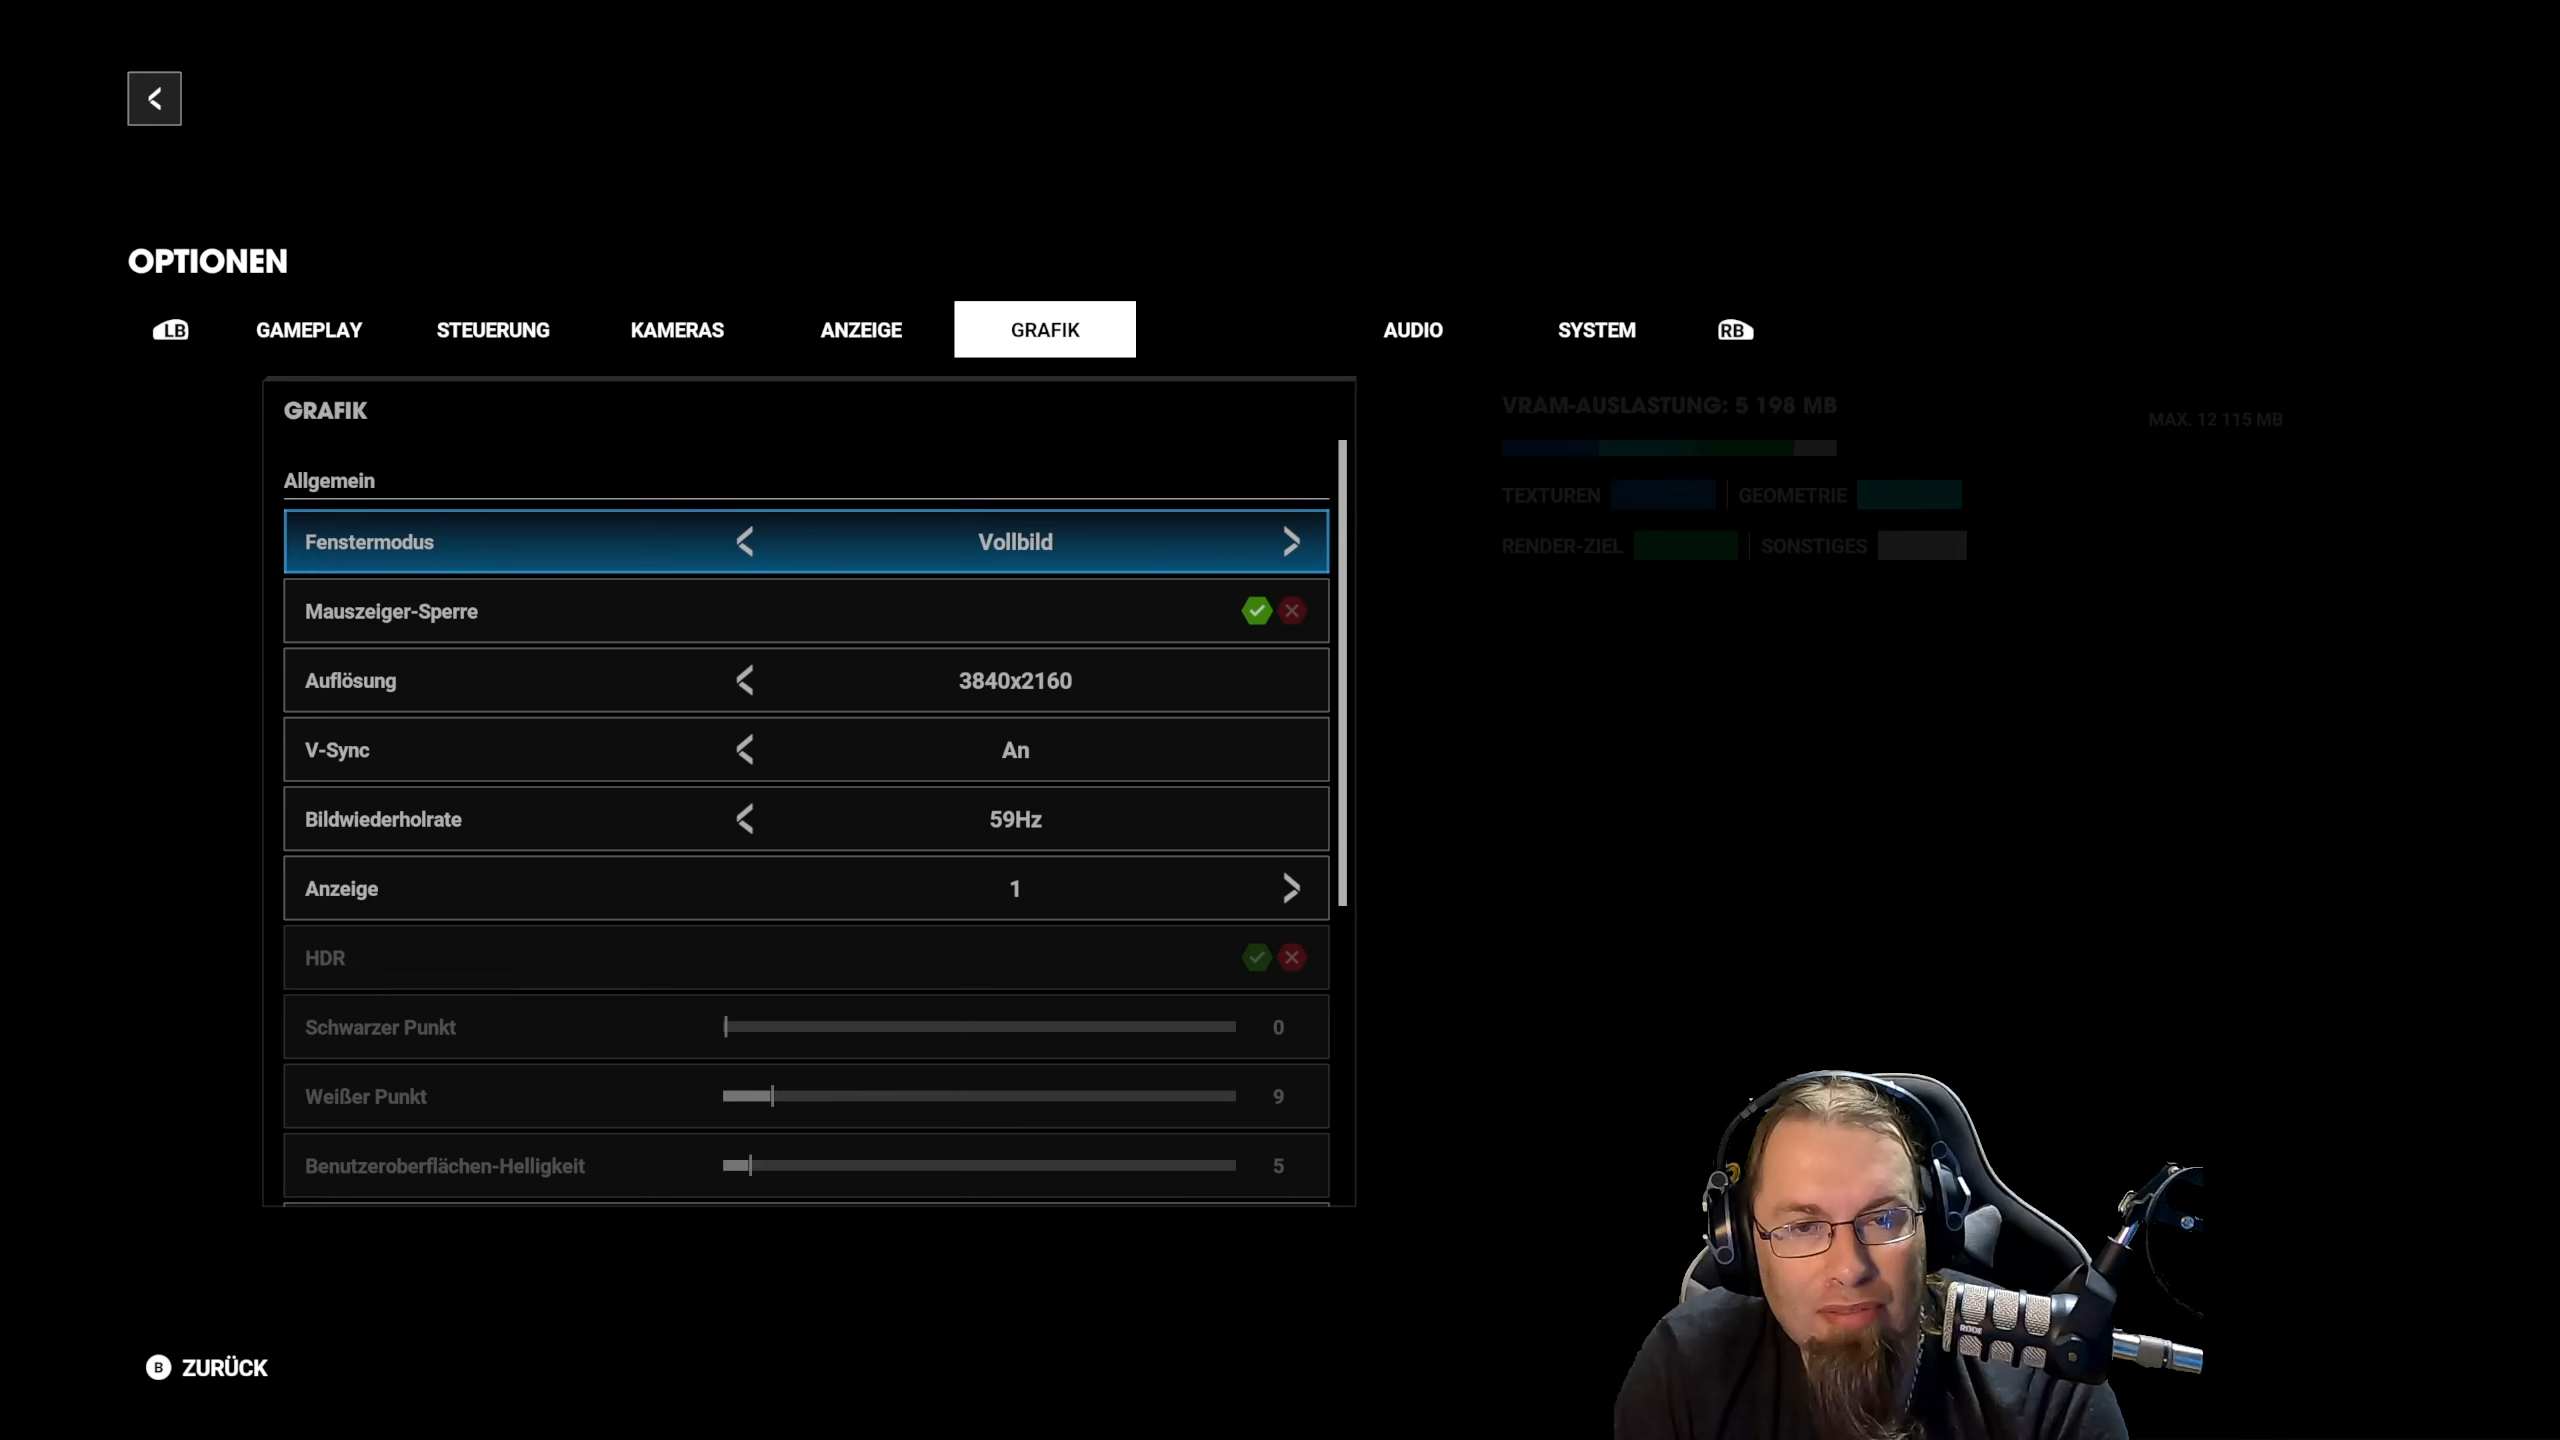 OPTIONEN
LB GAMEPLAY STEUERUNG KAMERAS ANZEIGE GRAFIK AUDIO SYSTEM RB
GRAFIK
Allgemein
Fenstermodus Vollbild
Mauszeiger-Sperre
Auflösung 3840x2160
V-Sync An
Bildwiederholrate 59Hz
Anzeige 1
HDR
Schwarzer Punkt 0
Weißer Punkt 9
Benutzeroberflächen-Helligkeit 5
VRAM-AUSLASTUNG: 5 198 MB
MAX. 12 115 MB
TEXTUREN GEOMETRIE
RENDER-ZIEL SONSTIGES
RODE
B ZURÜCK